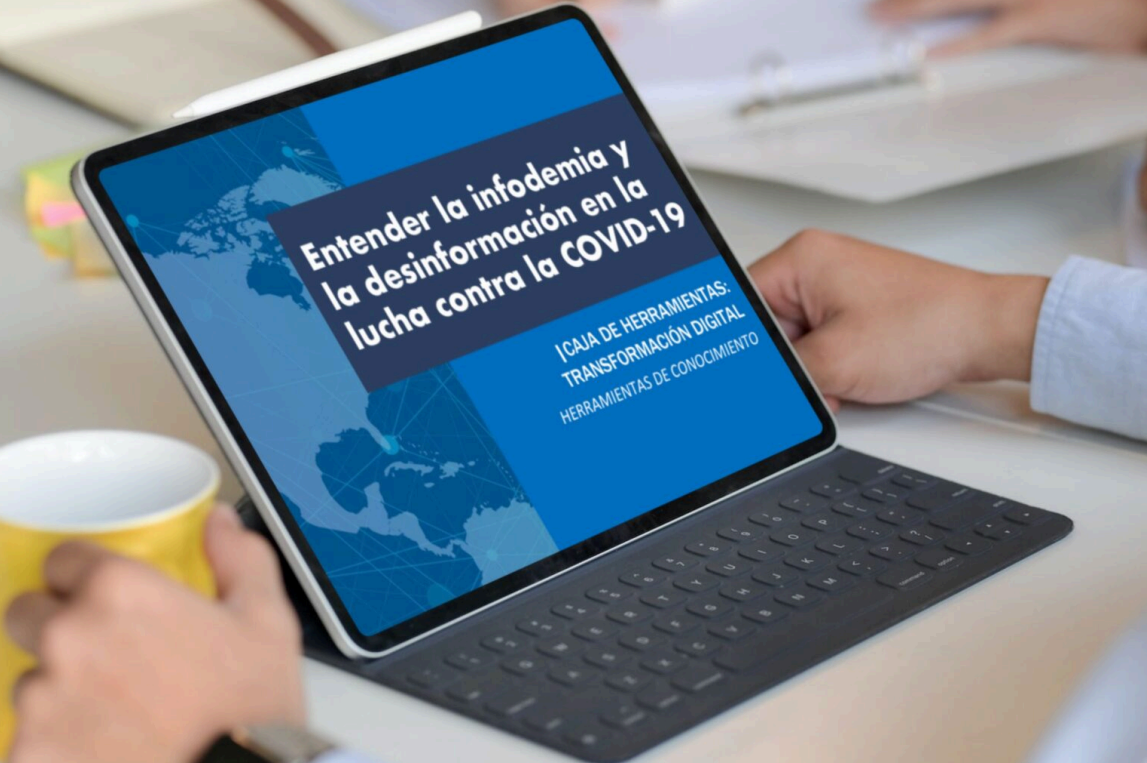 Entender la infodemia y
la desinformación en la
lucha contra la COVID-19
|CAJA DE HERRAMIENTAS:
TRANSFORMACIÓN DIGITAL
HERRAMIENTAS DE CONOCIMIENTO